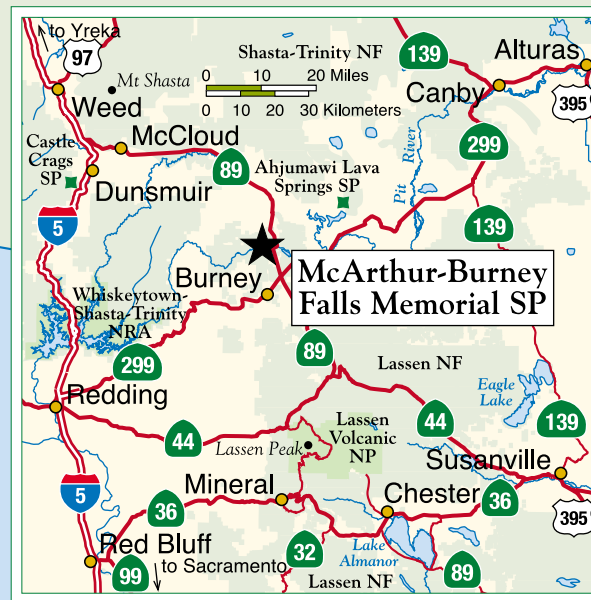 to Yreka
97
Weed
Mt Shasta
Shasta-Trinity NF
0 10 20 Miles
0 10 20 30 Kilometers
139
Alturas
Canby
395
Castle
Crags
SP
McCloud
Dunsmuir
89
Ahjumawi Lava
Springs SP
Pit River
299
139
5
Burney
McArthur-Burney
Falls Memorial SP
Whiskeytown-
Shasta-Trinity
NRA
299
89
Lassen NF
Redding
Eagle
Lake
44
Lassen Peak
Lassen
Volcanic
NP
44
139
Susanville
5
Mineral
36
Chester
36
395
Red Bluff
99
to Sacramento
32
Lake
Almanor
Lassen NF
89